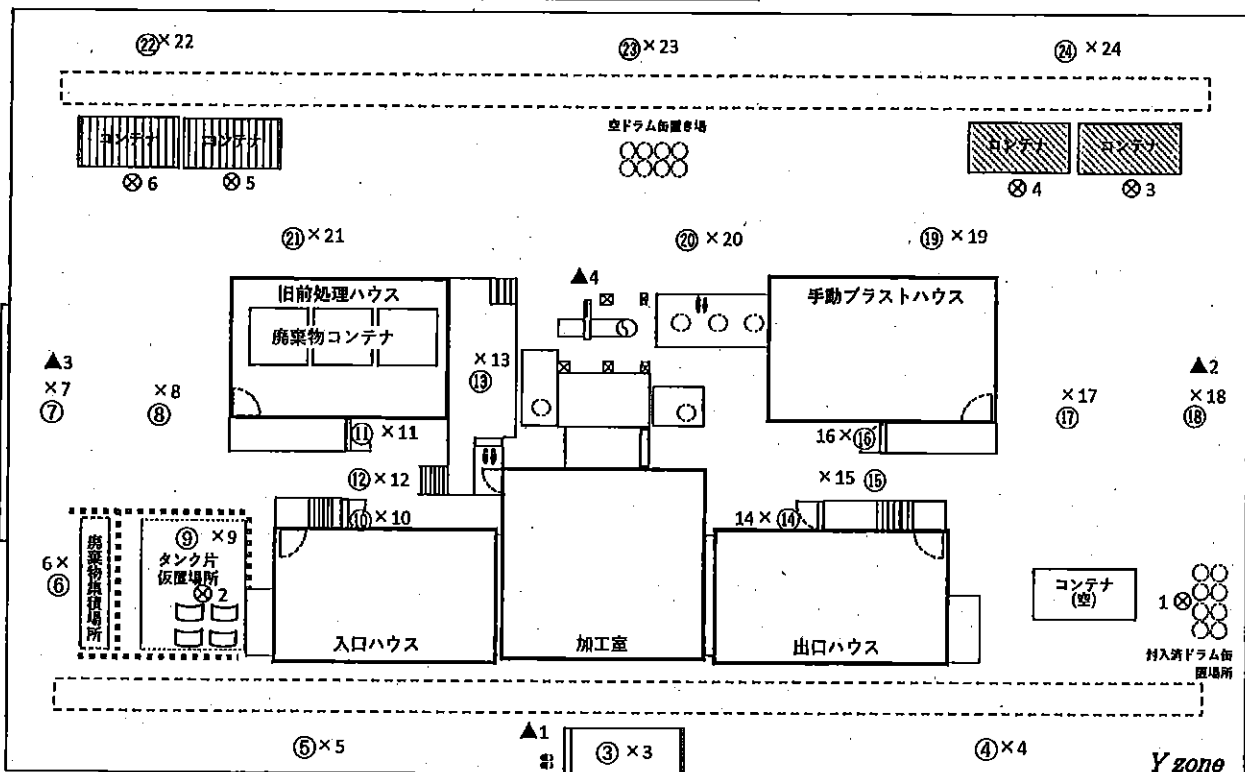 ㉒×22
㉓×23
㉔×24
コンテナ
コンテナ
空ドラム缶置き場
コンテナ
コンテナ
⊗6
⊗5
⊗4
⊗3
㉑×21
⑳×20
⑲×19
▲4
旧前処理ハウス
廃棄物コンテナ
手動ブラストハウス
▲3
×7
⑦
×8
⑧
×13
⑬
▲2
×17
⑰
×18
⑱
⑪×11
16×⑯
⑫×12
×15⑮
⑩×10
14×⑭
⑨×9
タンク片
仮置場所
⊗2
廃棄物集積場所
6×
⑥
コンテナ
(空)
1⊗
入口ハウス
加工室
出口ハウス
封入済ドラム缶
置場所
⑤×5
▲1
③×3
④×4
Y zone